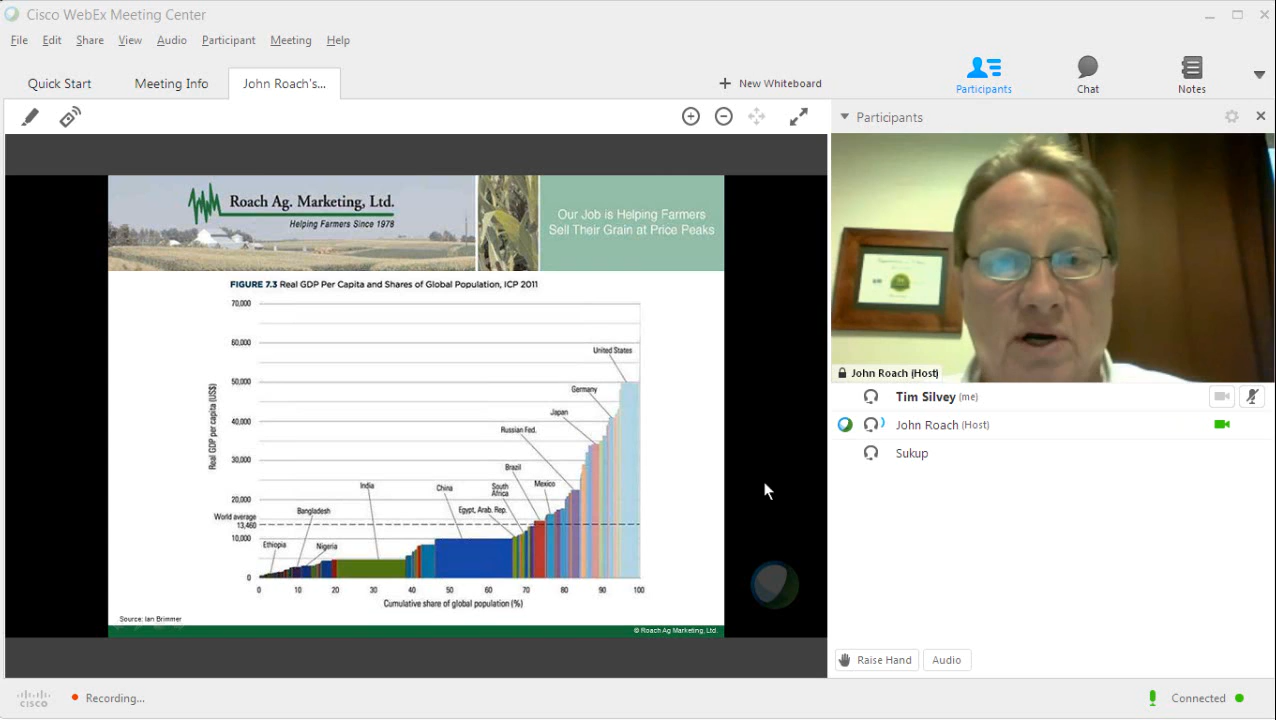 Cisco WebEx Meeting Center
File Edit Share View Audio Participant Meeting Help
Quick Start Meeting Info John Roach's... + New Whiteboard
Participants Chat Notes
Participants
Roach Ag. Marketing, Ltd.
Helping Farmers Since 1978
Our Job is Helping Farmers
Sell Their Grain at Price Peaks
FIGURE 7.3 Real GDP Per Capita and Shares of Global Population, ICP 2011
Real GDP per capita (US$)
70,000
60,000
50,000
40,000
30,000
20,000
World average
13,460
10,000
0
Ethiopia
Bangladesh
Nigeria
India
China
Egypt, Arab. Rep.
South
Africa
Brazil
Mexico
Russian Fed.
Japan
Germany
United States
0 10 20 30 40 50 60 70 80 90 100
Cumulative share of global population (%)
Source: Ian Brimmer
© Roach Ag Marketing, Ltd.
John Roach (Host)
Tim Silvey (me)
John Roach (Host)
Sukup
Raise Hand Audio
CISCO
Recording...
Connected